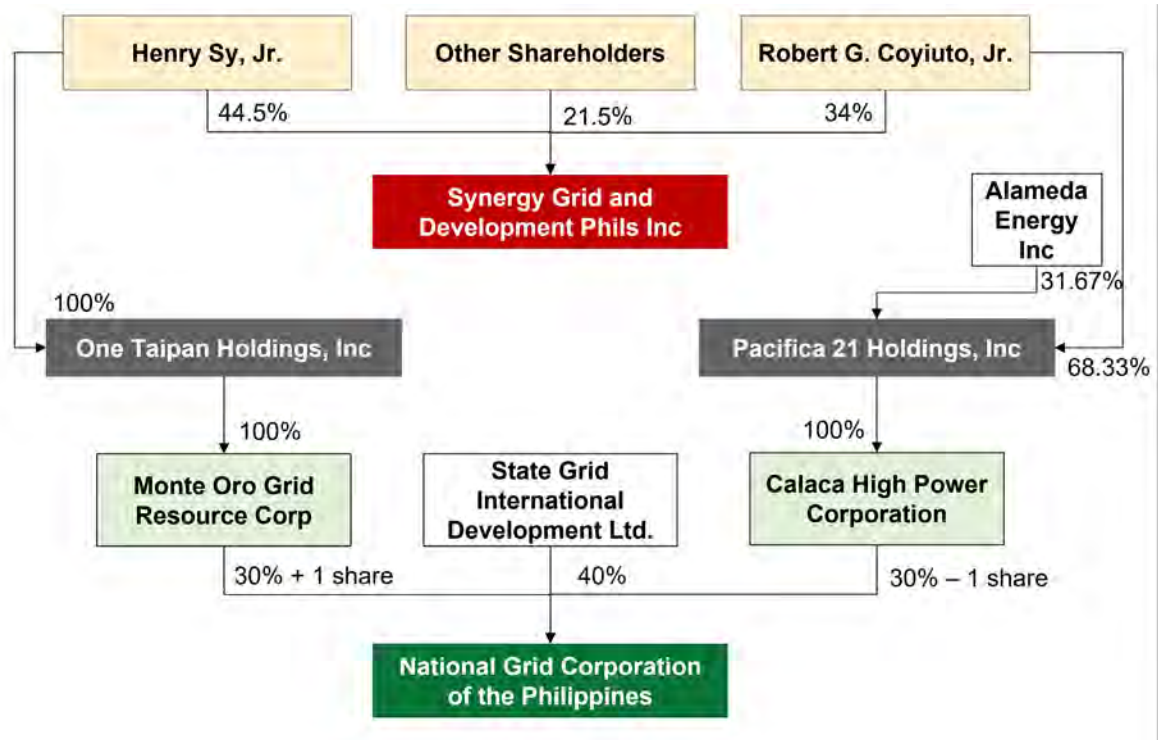 Henry Sy, Jr.
Other Shareholders
Robert G. Coyiuto, Jr.
44.5%
21.5%
34%
Synergy Grid and
Development Phils Inc
Alameda
Energy
Inc
31.67%
100%
One Taipan Holdings, Inc
Pacifica 21 Holdings, Inc
68.33%
100%
100%
Monte Oro Grid
Resource Corp
State Grid
International
Development Ltd.
Calaca High Power
Corporation
30% + 1 share
40%
30% – 1 share
National Grid Corporation
of the Philippines